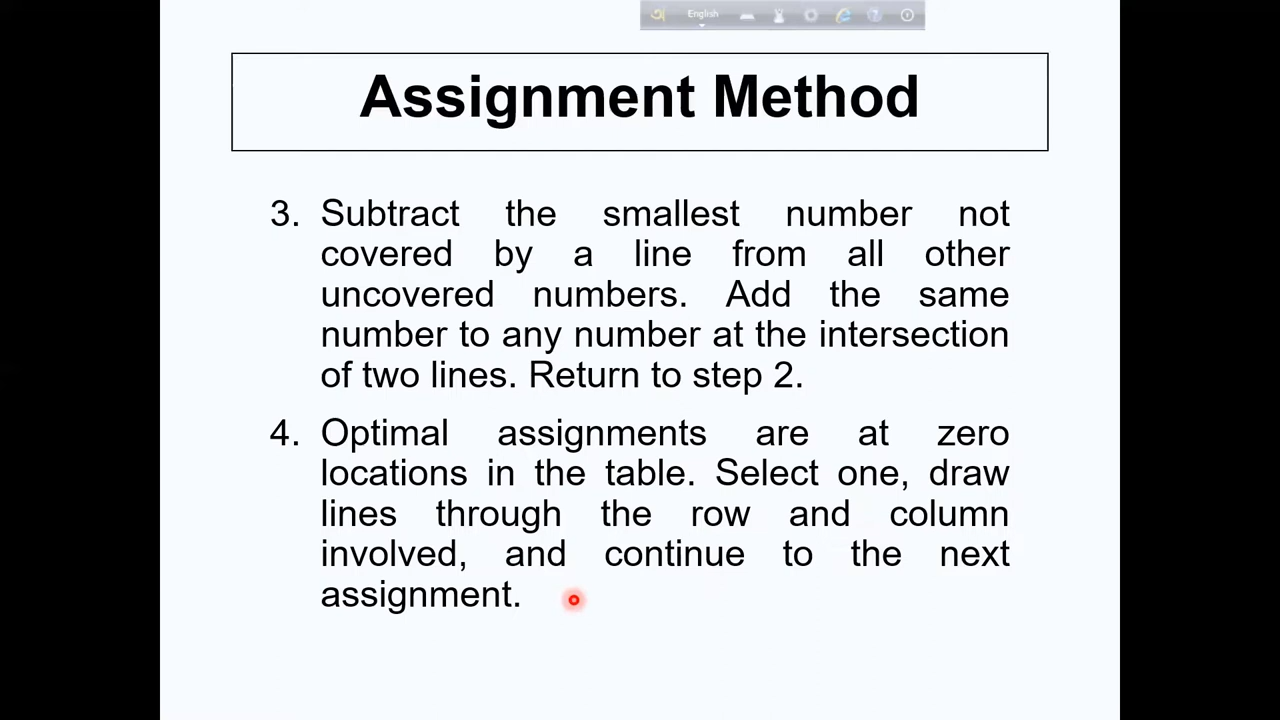 অ English
Assignment Method
3. Subtract the smallest number not
covered by a line from all other
uncovered numbers. Add the same
number to any number at the intersection
of two lines. Return to step 2.
4. Optimal assignments are at zero
locations in the table. Select one, draw
lines through the row and column
involved, and continue to the next
assignment.